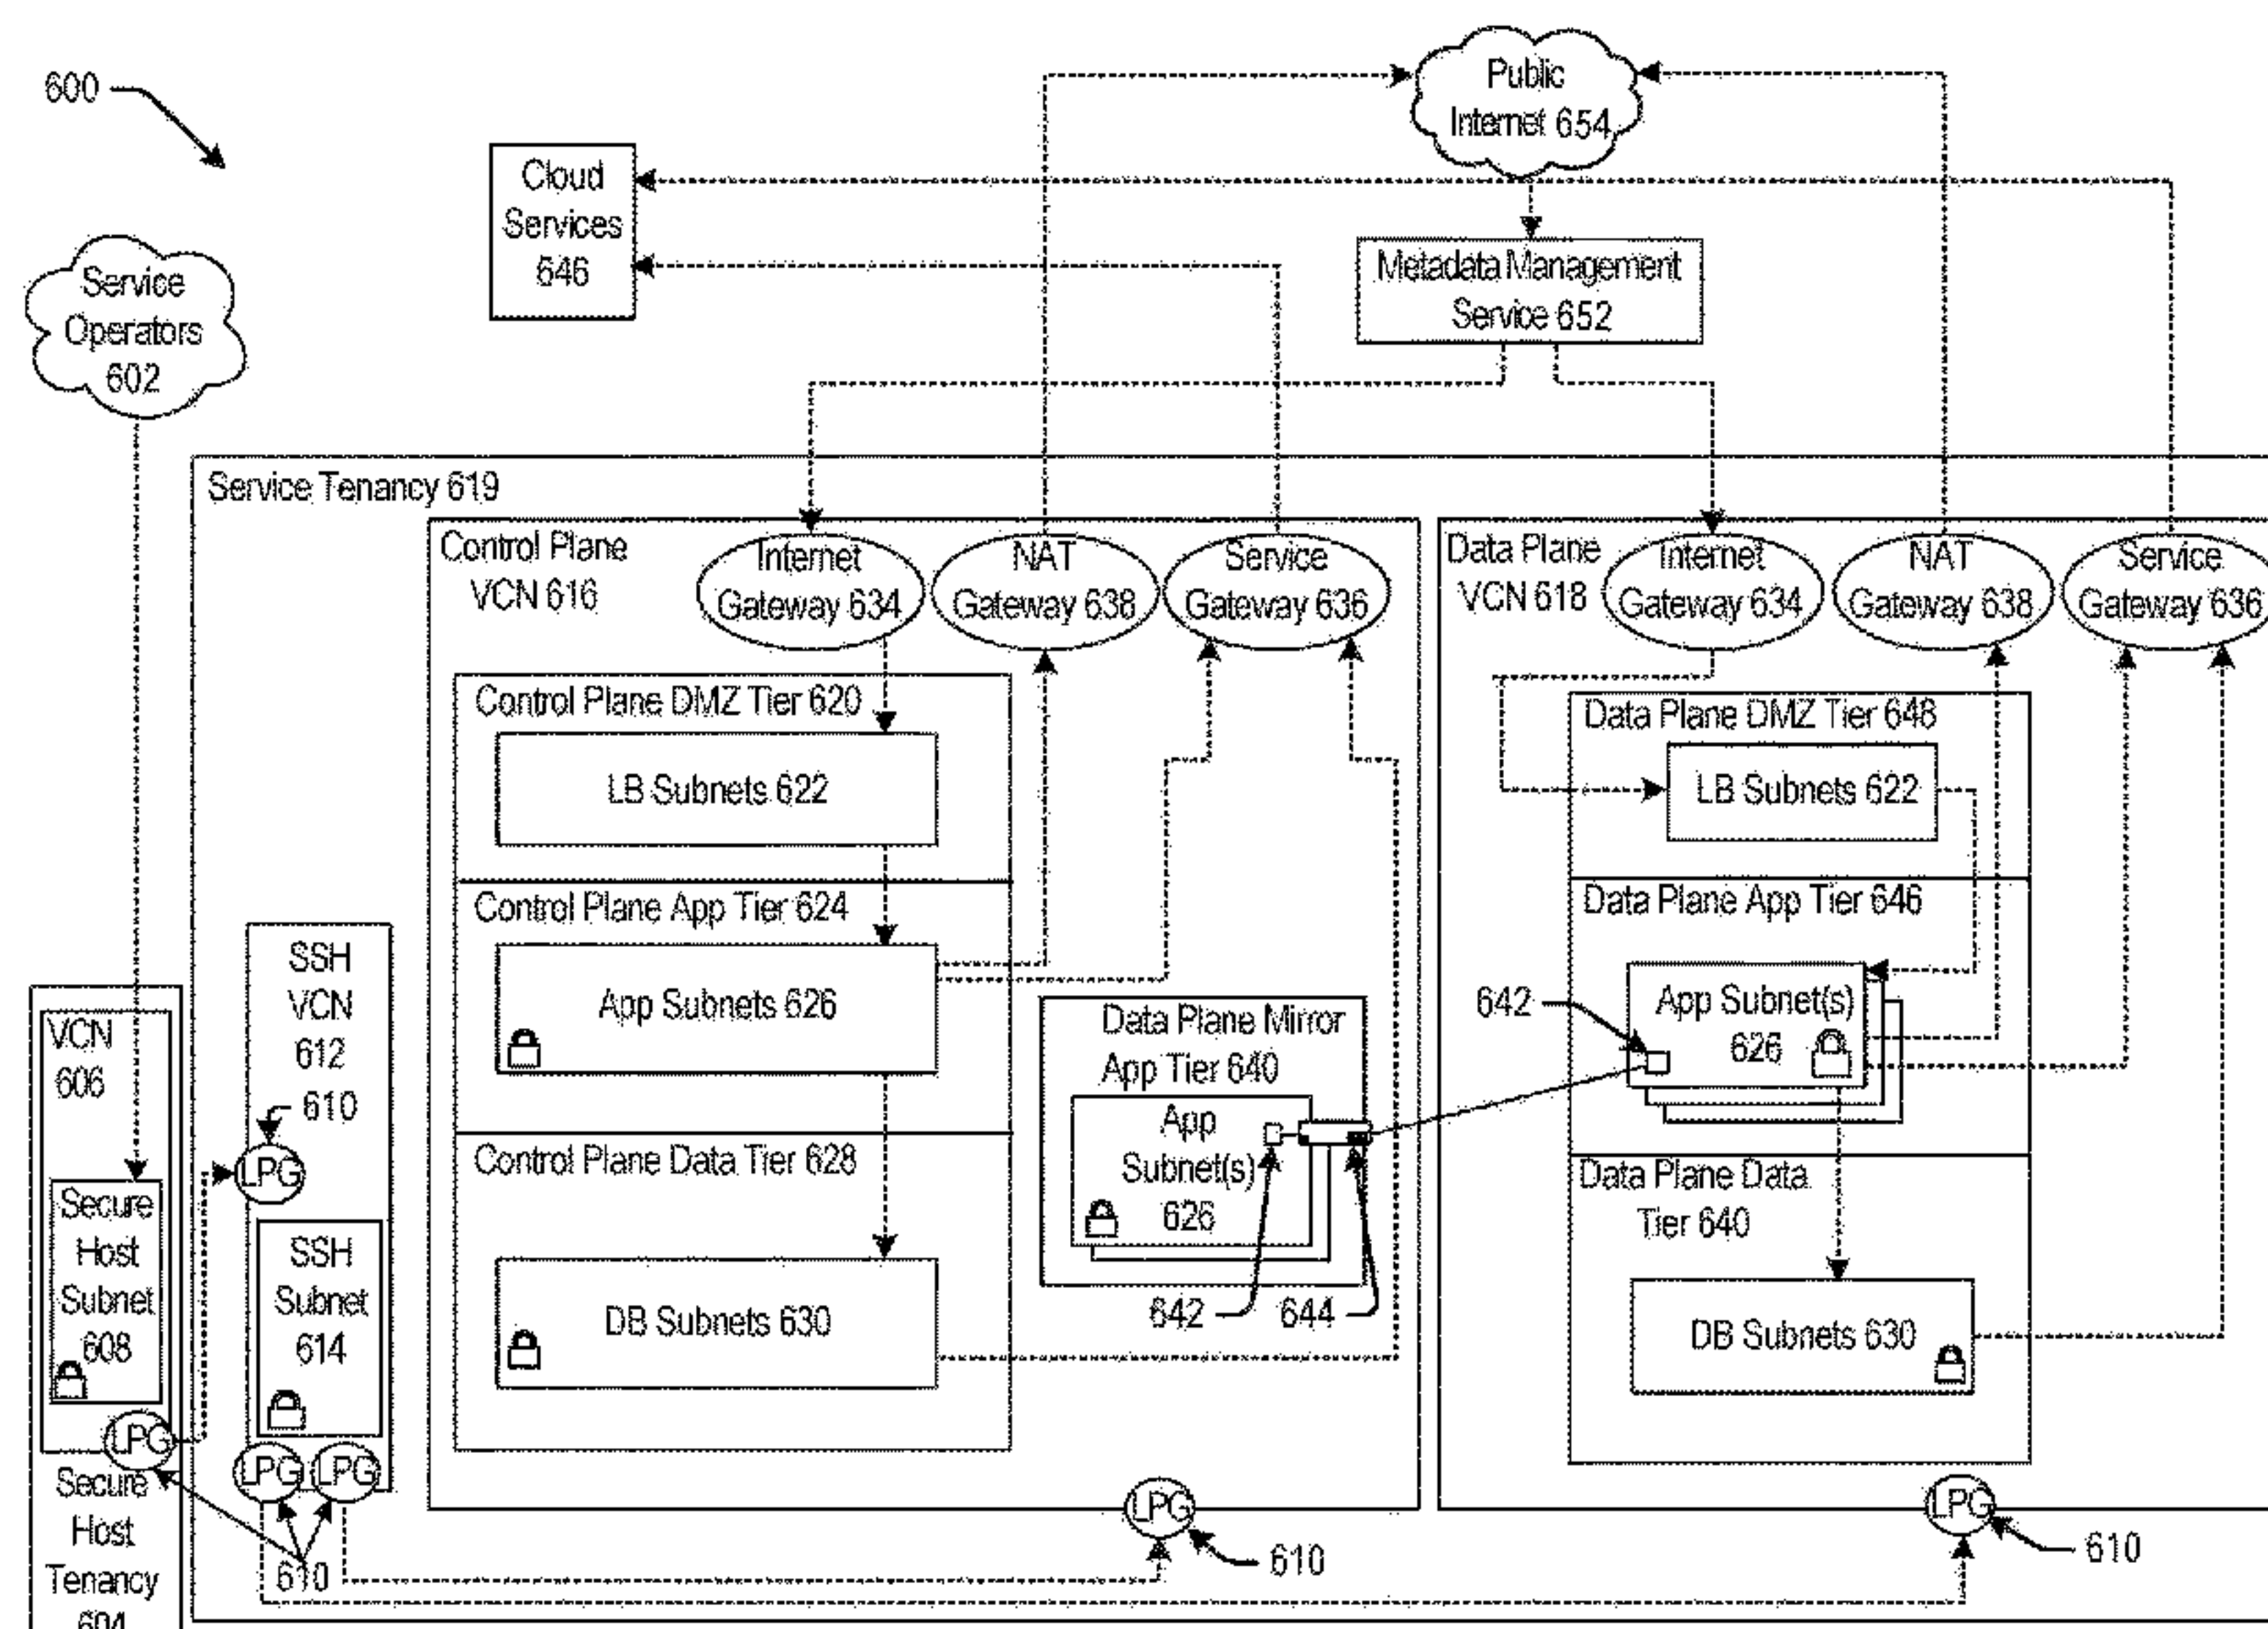 600
Public
Internet 654
Cloud
Services
646
Metadata Management
Service 652
Service
Operators
602
Service Tenancy 619
Control Plane
VCN 616
Internet
Gateway 634
NAT
Gateway 638
Service
Gateway 636
Data Plane
VCN 618
Internet
Gateway 634
NAT
Gateway 638
Service
Gateway 636
Control Plane DMZ Tier 620
LB Subnets 622
Control Plane App Tier 624
App Subnets 626
Control Plane Data Tier 628
DB Subnets 630
Data Plane Mirror
App Tier 640
App
Subnet(s)
626
642
644
Data Plane DMZ Tier 648
LB Subnets 622
Data Plane App Tier 646
642
App Subnet(s)
626
Data Plane Data
Tier 640
DB Subnets 630
SSH
VCN
612
610
LPG
SSH
Subnet
614
LPG
LPG
VCN
606
Secure
Host
Subnet
608
LPG
Secure
Host
Tenancy
604
610
LPG
610
LPG
610